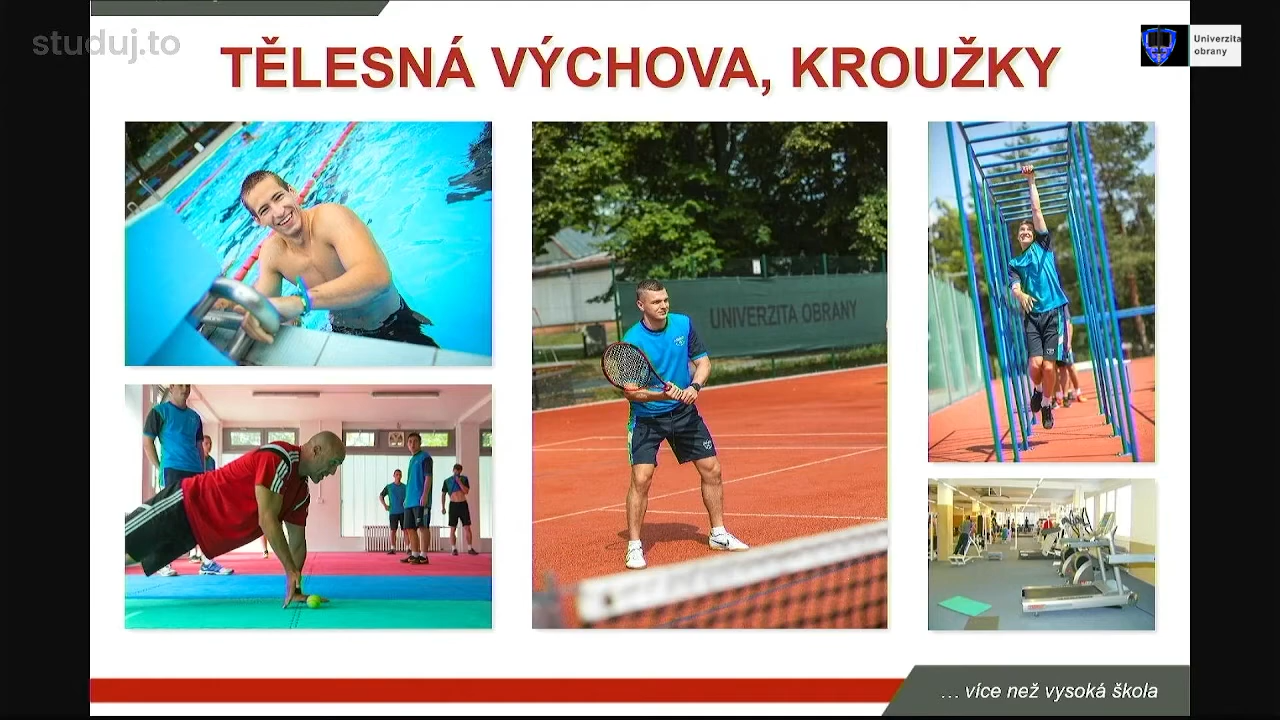 studuj.to
Univerzita
obrany
TĚLESNÁ VÝCHOVA, KROUŽKY
UNIVERZITA OBRANY
… více než vysoká škola